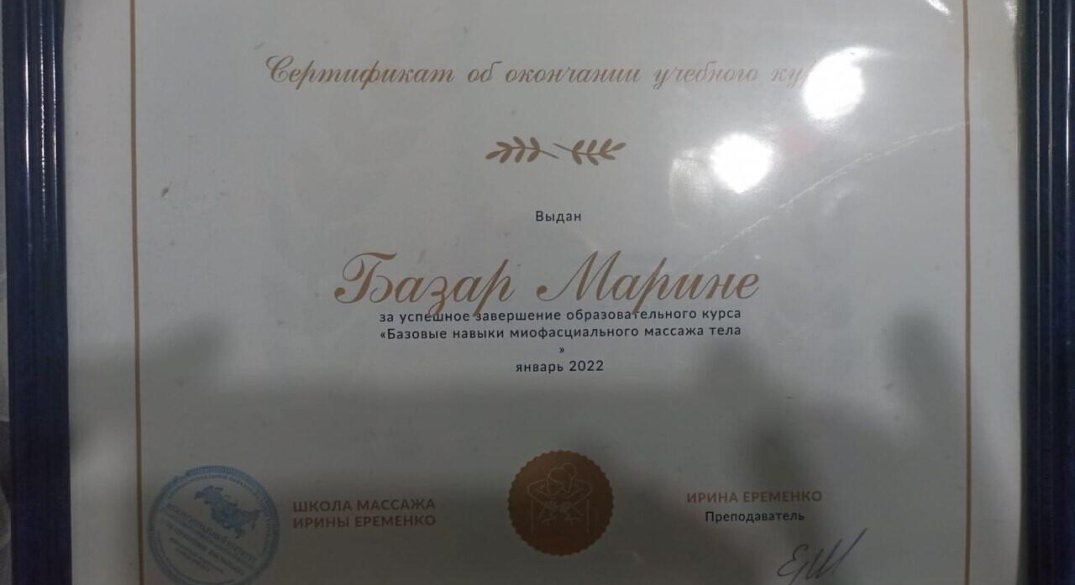 Сертификат об окончании учебного
Выдан
Базар Марине
за успешное завершение образовательного курса
«Базовые навыки миофасциального массажа тела
»
январь 2022
ШКОЛА МАССАЖА
ИРИНЫ ЕРЕМЕНКО
ИРИНА ЕРЕМЕНКО
Преподаватель